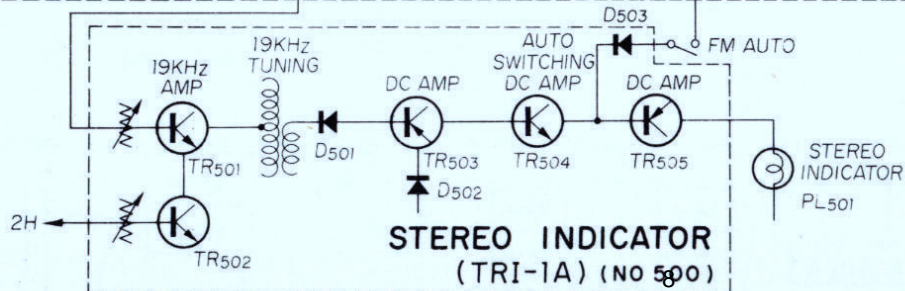 D503
FM AUTO
AUTO
SWITCHING
DC AMP
19KHz
TUNING
19KHz
AMP
DC AMP
DC AMP
TR501
D501
TR503
TR504
TR505
D502
STEREO
INDICATOR
PL501
2H
TR502
STEREO INDICATOR
(TRI-1A) (NO 500)
8